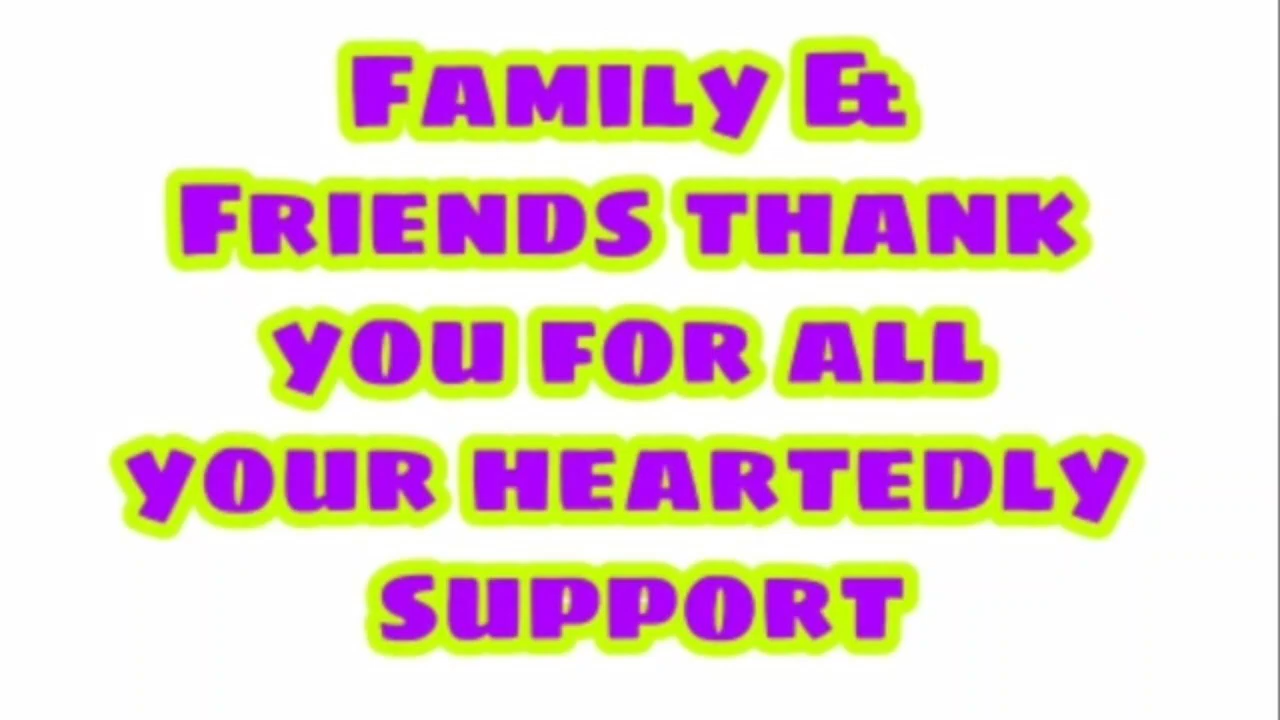 Family &
Friends thank
you for all
your heartedly
support